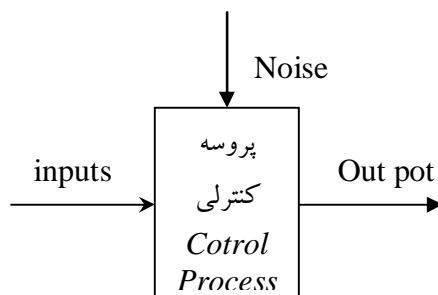 Noise
inputs
پروسه
کنترلی
Cotrol
Process
Out pot